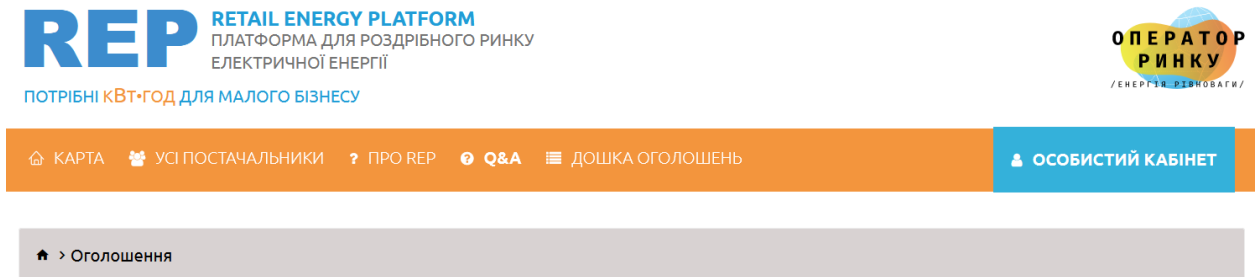 REP
RETAIL ENERGY PLATFORM
ПЛАТФОРМА ДЛЯ РОЗДРІБНОГО РИНКУ
ЕЛЕКТРИЧНОЇ ЕНЕРГІЇ
ПОТРІБНІ кВт•год ДЛЯ МАЛОГО БІЗНЕСУ
ОПЕРАТОР
РИНКУ
/ЕНЕРГІЯ РІВНОВАГИ/
КАРТА УСІ ПОСТАЧАЛЬНИКИ ? ПРО REP Q&A ДОШКА ОГОЛОШЕНЬ ОСОБИСТИЙ КАБІНЕТ
> Оголошення